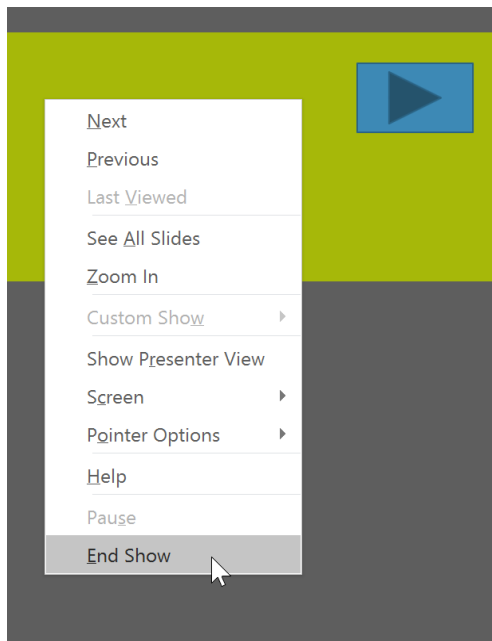 Next
Previous
Last Viewed
See All Slides
Zoom In
Custom Show
Show Presenter View
Screen
Pointer Options
Help
Pause
End Show